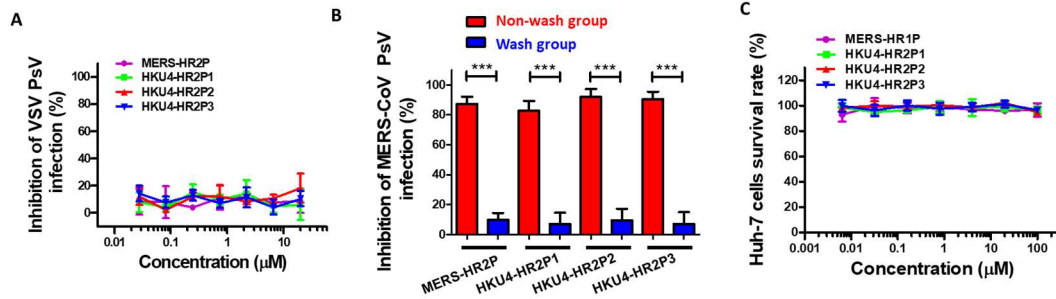 A
Inhibition of VSV PsV
infection (%)
MERS-HR2P
HKU4-HR2P1
HKU4-HR2P2
HKU4-HR2P3
100
80
60
40
20
0
0.01
0.1
1
10
Concentration (μM)
B
Non-wash group
Wash group
Inhibition of MERS-CoV PsV
infection (%)
*** *** *** ***
100
80
60
40
20
0
MERS-HR2P
HKU4-HR2P1
HKU4-HR2P2
HKU4-HR2P3
C
Huh-7 cells survival rate (%)
MERS-HR1P
HKU4-HR2P1
HKU4-HR2P2
HKU4-HR2P3
120
100
80
60
40
20
0
0.001
0.01
0.1
1
10
100
Concentration (μM)